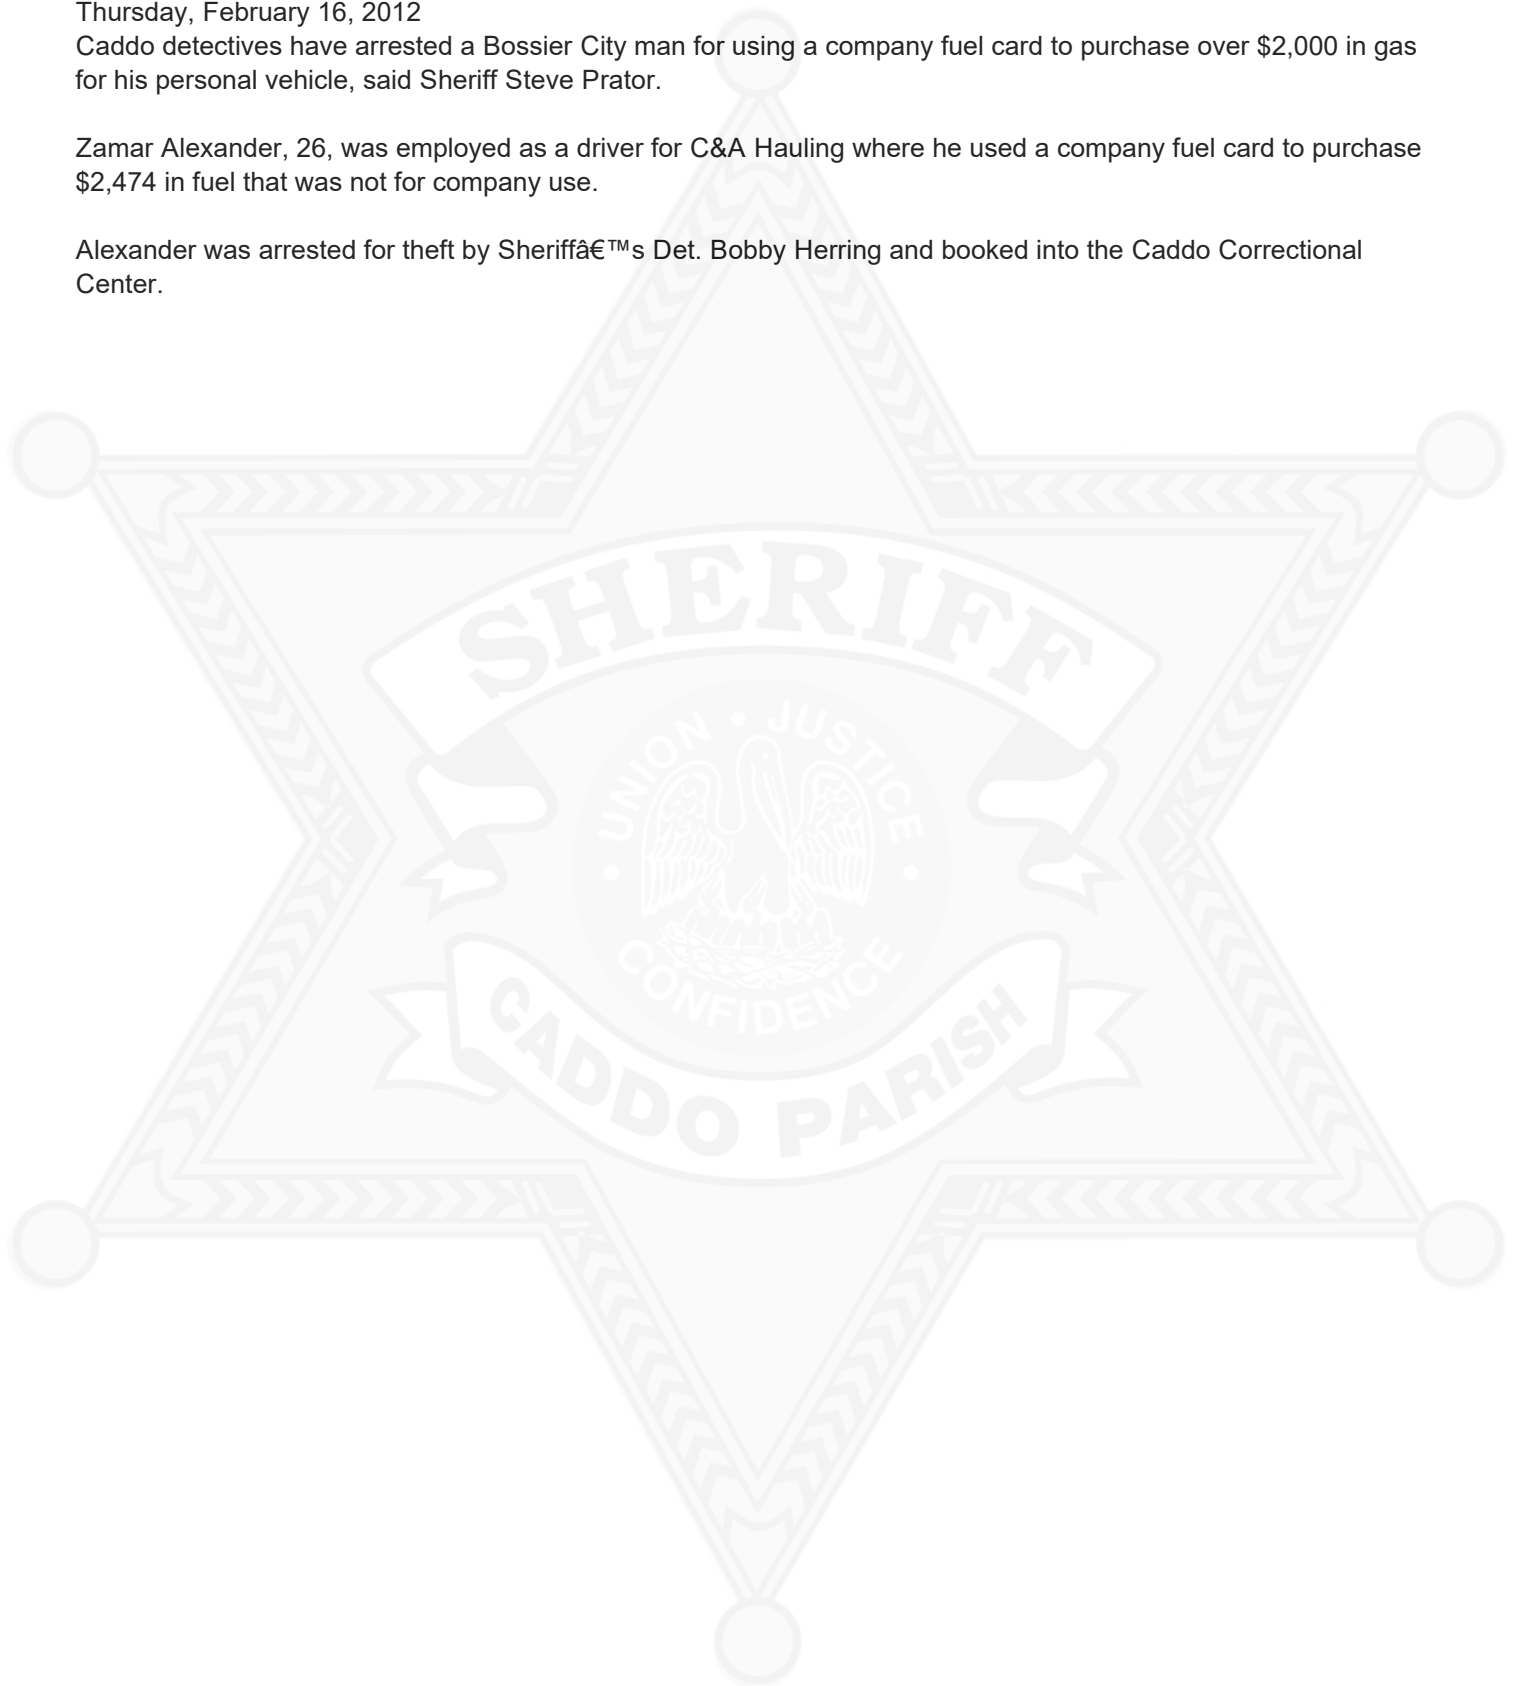 Thursday, February 16, 2012
Caddo detectives have arrested a Bossier City man for using a company fuel card to purchase over $2,000 in gas
for his personal vehicle, said Sheriff Steve Prator.
Zamar Alexander, 26, was employed as a driver for C&A Hauling where he used a company fuel card to purchase
$2,474 in fuel that was not for company use.
Alexander was arrested for theft by Sheriffâ€™s Det. Bobby Herring and booked into the Caddo Correctional
Center.
SHERIFF
UNION • JUSTICE
• CONFIDENCE •
CADDO PARISH